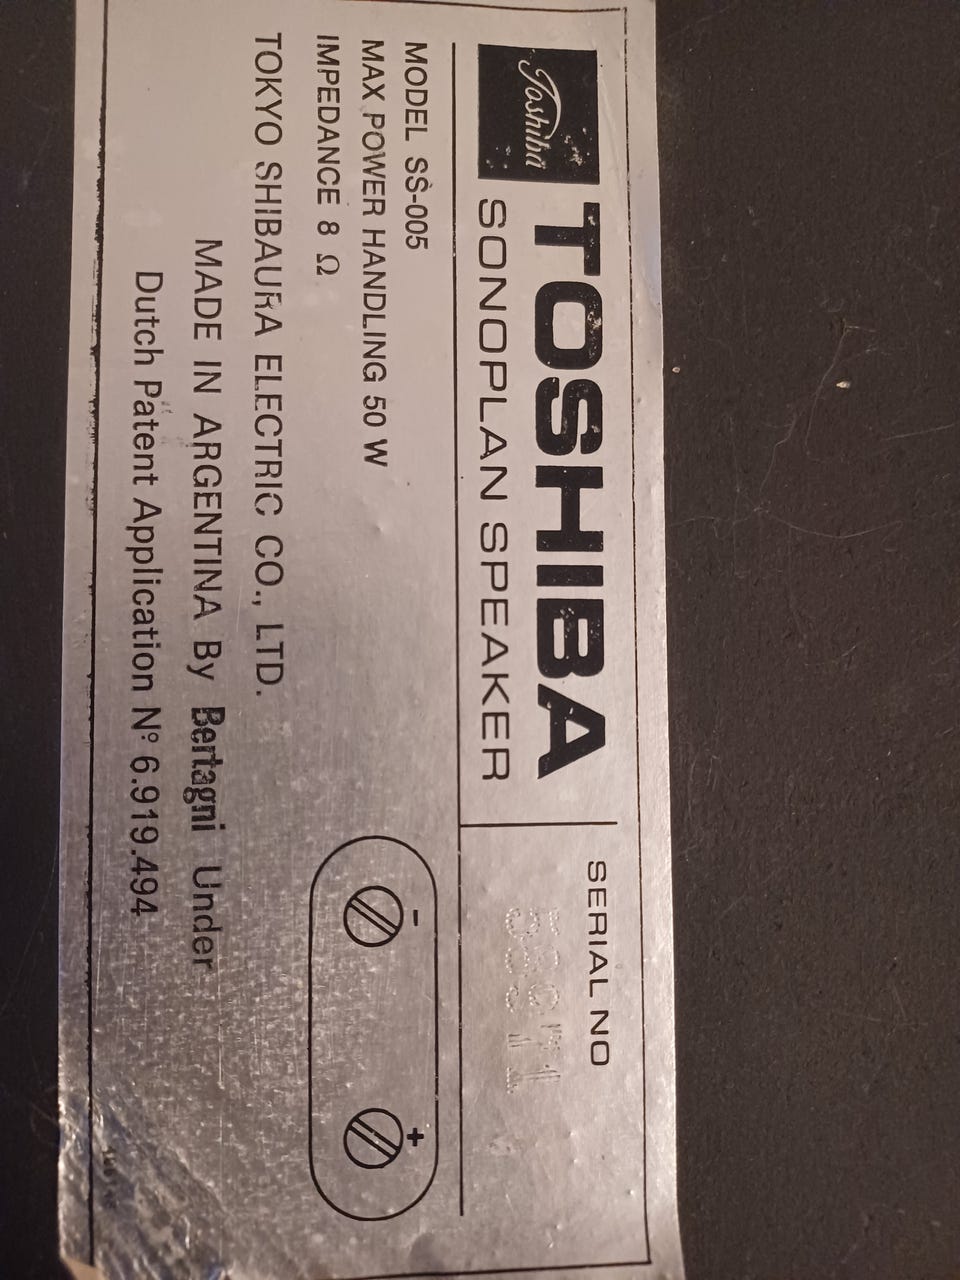 Toshiba
TOSHIBA
SONOPLAN SPEAKER
SERIAL NO
MODEL SS-005
MAX POWER HANDLING 50 W
IMPEDANCE 8 Ω
- +
TOKYO SHIBAURA ELECTRIC CO., LTD.
MADE IN ARGENTINA By Bertagni Under
Dutch Patent Application Nº 6.919.494